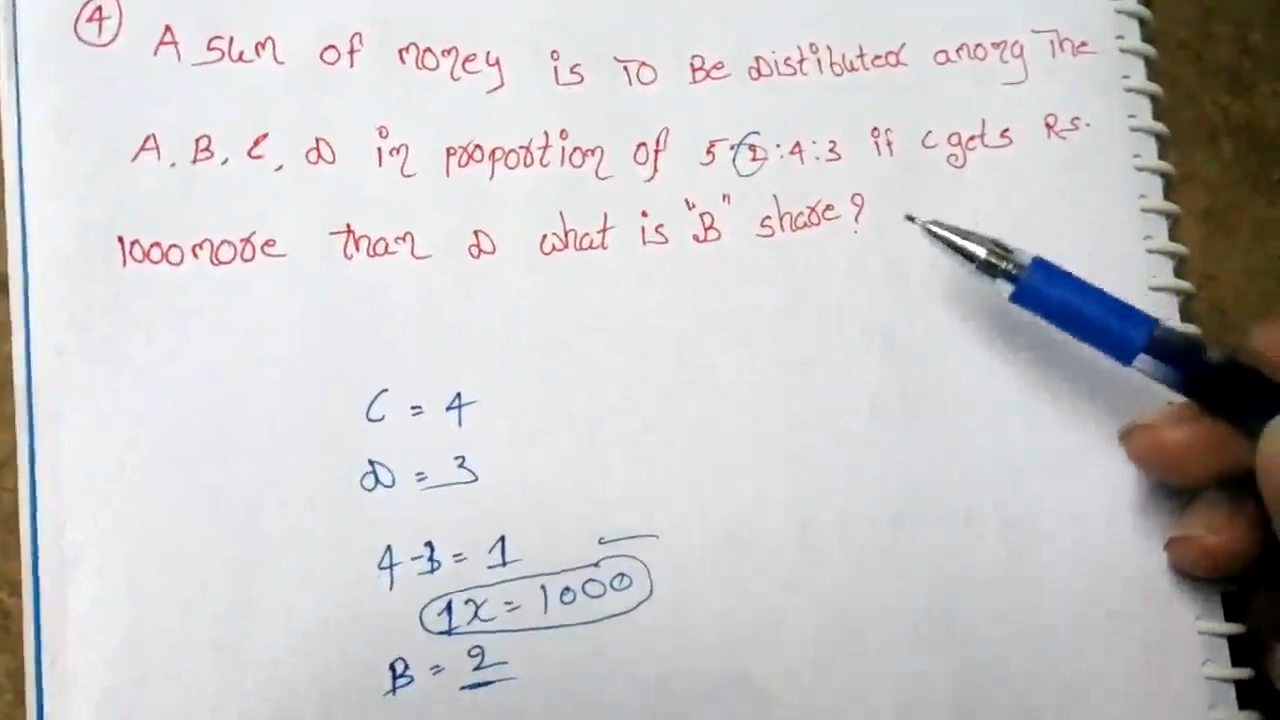 4 A sum of money is To Be Distibuted among The
A, B, C, D in proportion of 5:2:4:3 if C gets Rs.
1000 more than D what is "B" share?
C = 4
D = 3
4-3 = 1
1x = 1000
B = 2